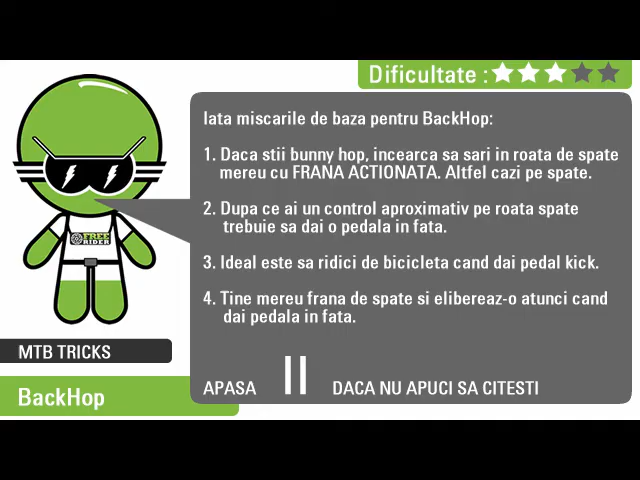 Dificultate :
Iata miscarile de baza pentru BackHop:
1. Daca stii bunny hop, incearca sa sari in roata de spate
mereu cu FRANA ACTIONATA. Altfel cazi pe spate.
2. Dupa ce ai un control aproximativ pe roata spate
trebuie sa dai o pedala in fata.
3. Ideal este sa ridici de bicicleta cand dai pedal kick.
4. Tine mereu frana de spate si elibereaz-o atunci cand
dai pedala in fata.
APASA II DACA NU APUCI SA CITESTI
FREE
RIDER
MTB TRICKS
BackHop